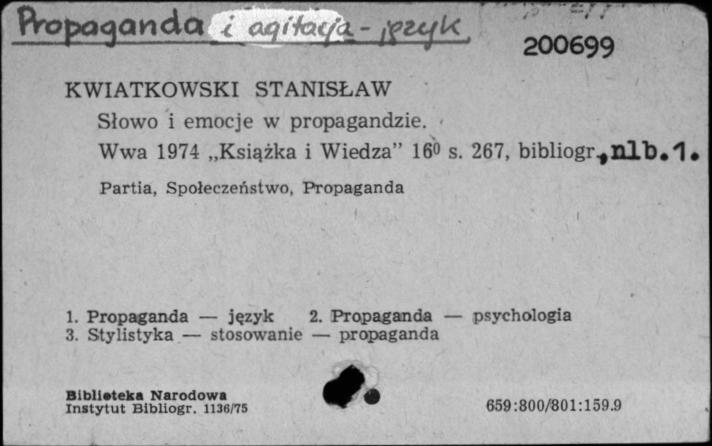 Propaganda i agitacja - język
200699
KWIATKOWSKI STANISŁAW
Słowo i emocje w propagandzie.
Wwa 1974 „Książka i Wiedza” 16⁰ s. 267, bibliogr., nlb. 1.
Partia, Społeczeństwo, Propaganda
1. Propaganda — język 2. Propaganda — psychologia
3. Stylistyka — stosowanie — propaganda
Biblioteka Narodowa
Instytut Bibliogr. 1136/75
659:800/801:159.9